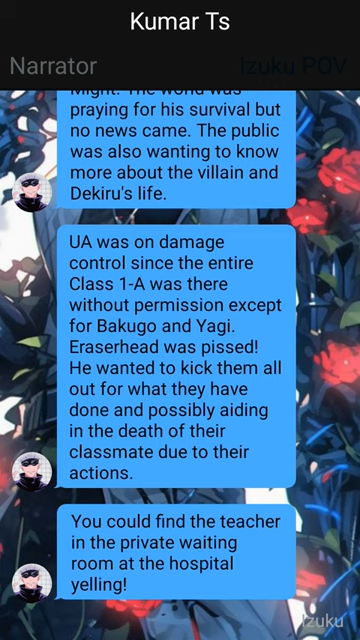 Kumar Ts
Narrator
Izuku POV
Might. The world was
praying for his survival but
no news came. The public
was also wanting to know
more about the villain and
Dekiru's life.
UA was on damage
control since the entire
Class 1-A was there
without permission except
for Bakugo and Yagi.
Eraserhead was pissed!
He wanted to kick them all
out for what they have
done and possibly aiding
in the death of their
classmate due to their
actions.
You could find the teacher
in the private waiting
room at the hospital
yelling!
Izuku